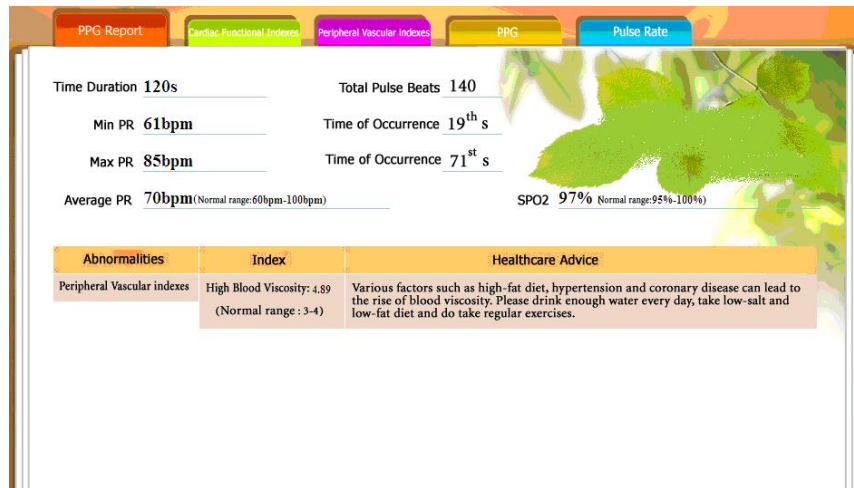 PPG Report
Cardiac Functional Indexes
Peripheral Vascular indexes
PPG
Pulse Rate
Time Duration 120s
Total Pulse Beats 140
Min PR 61bpm
Time of Occurrence 19th s
Max PR 85bpm
Time of Occurrence 71st s
Average PR 70bpm(Normal range:60bpm-100bpm)
SPO2 97% Normal range:95%-100%)
Abnormalities
Index
Healthcare Advice
Peripheral Vascular indexes
High Blood Viscosity: 4.89
(Normal range : 3-4)
Various factors such as high-fat diet, hypertension and coronary disease can lead to
the rise of blood viscosity. Please drink enough water every day, take low-salt and
low-fat diet and do take regular exercises.